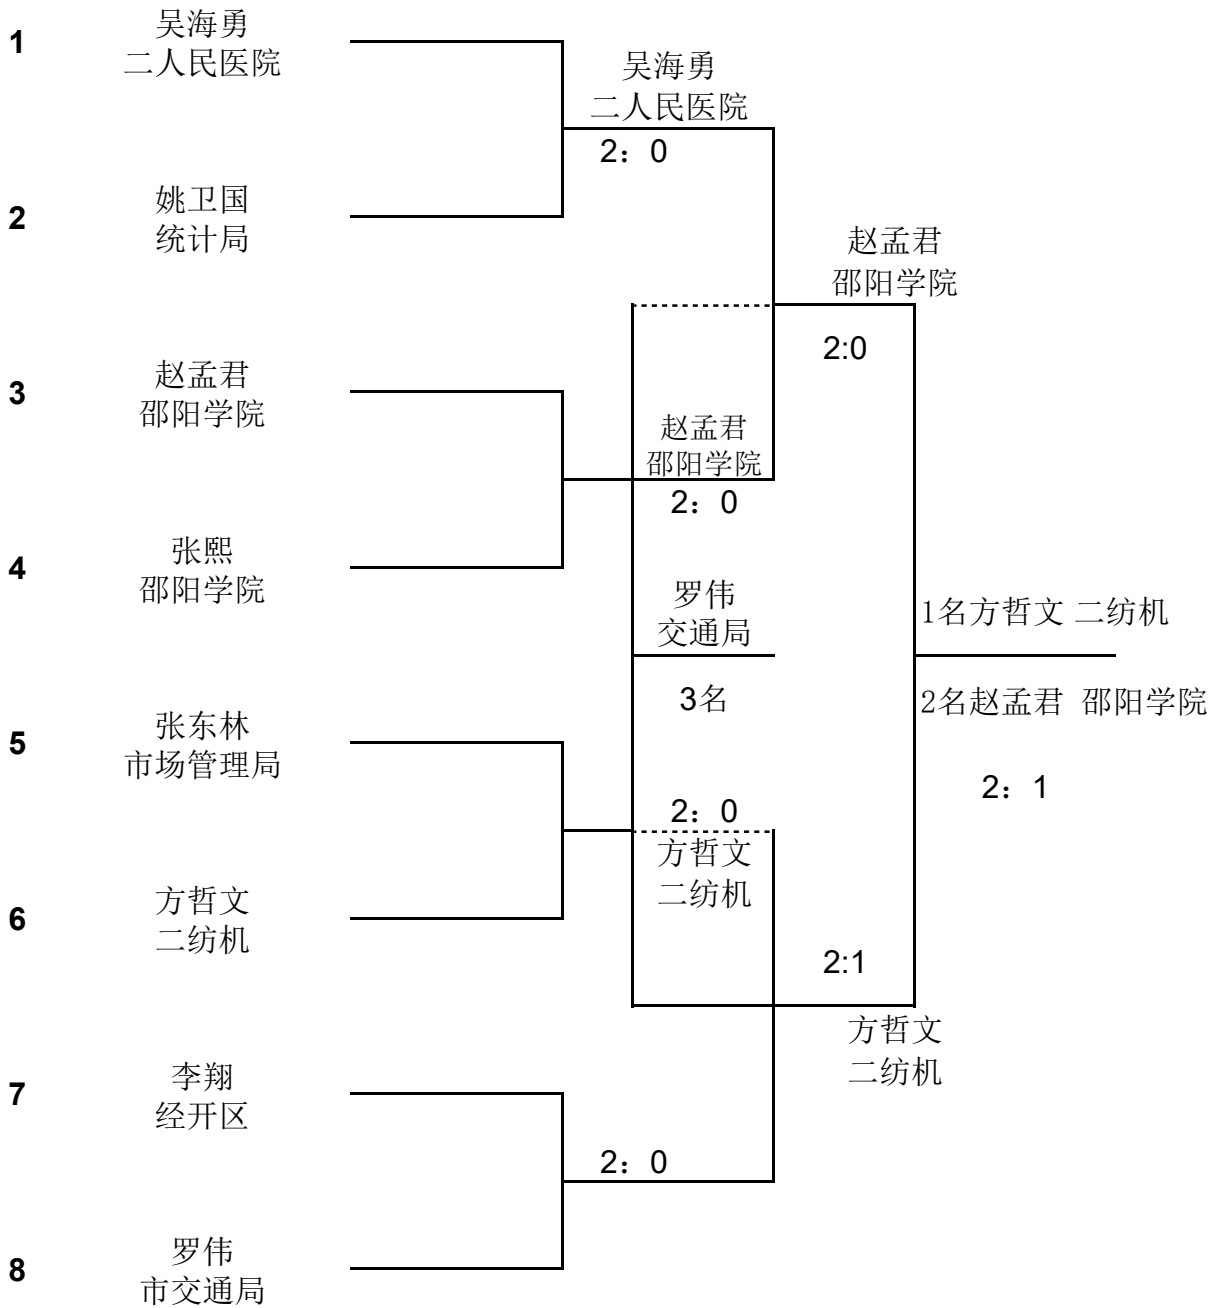 1
吴海勇
二人民医院
吴海勇
二人民医院
2：0
2
姚卫国
统计局
赵孟君
邵阳学院
2:0
3
赵孟君
邵阳学院
赵孟君
邵阳学院
2：0
4
张熙
邵阳学院
罗伟
交通局
3名
1名方哲文 二纺机
2名赵孟君 邵阳学院
2：1
5
张东林
市场管理局
2：0
方哲文
二纺机
6
方哲文
二纺机
2:1
方哲文
二纺机
7
李翔
经开区
2：0
8
罗伟
市交通局